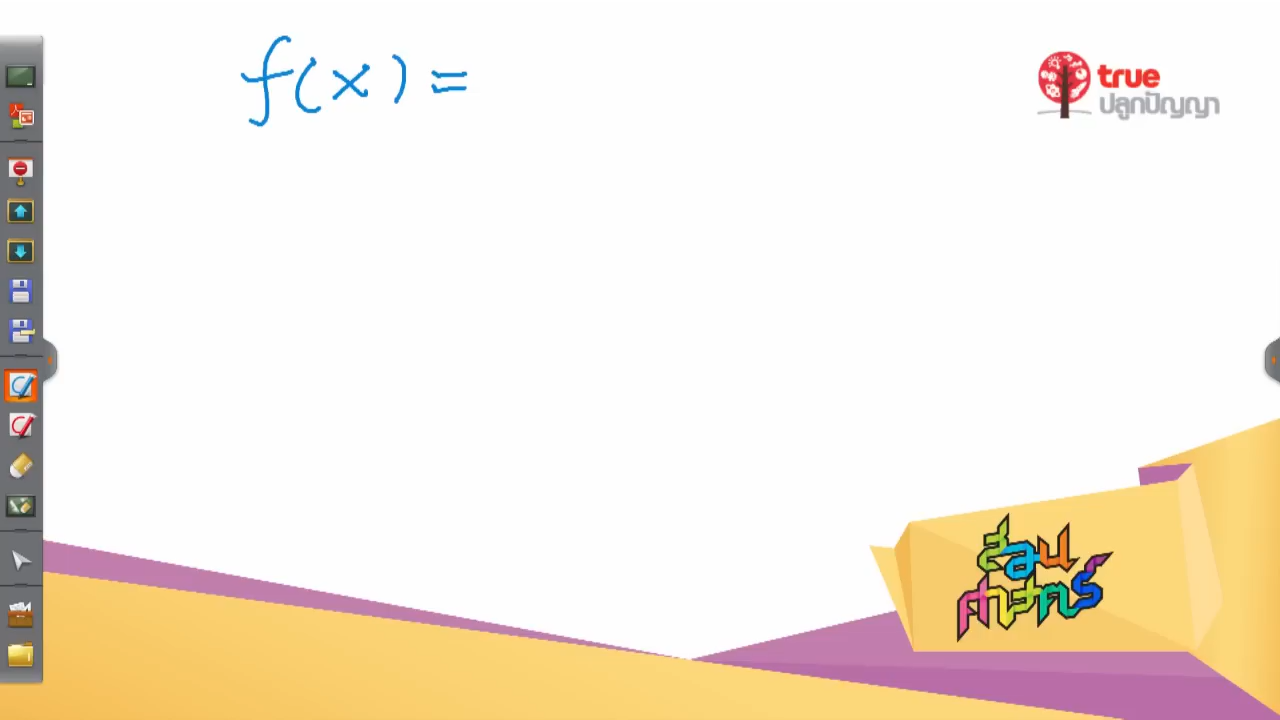 f(x) =
true
ปลูกปัญญา
สอน
ศาสตร์